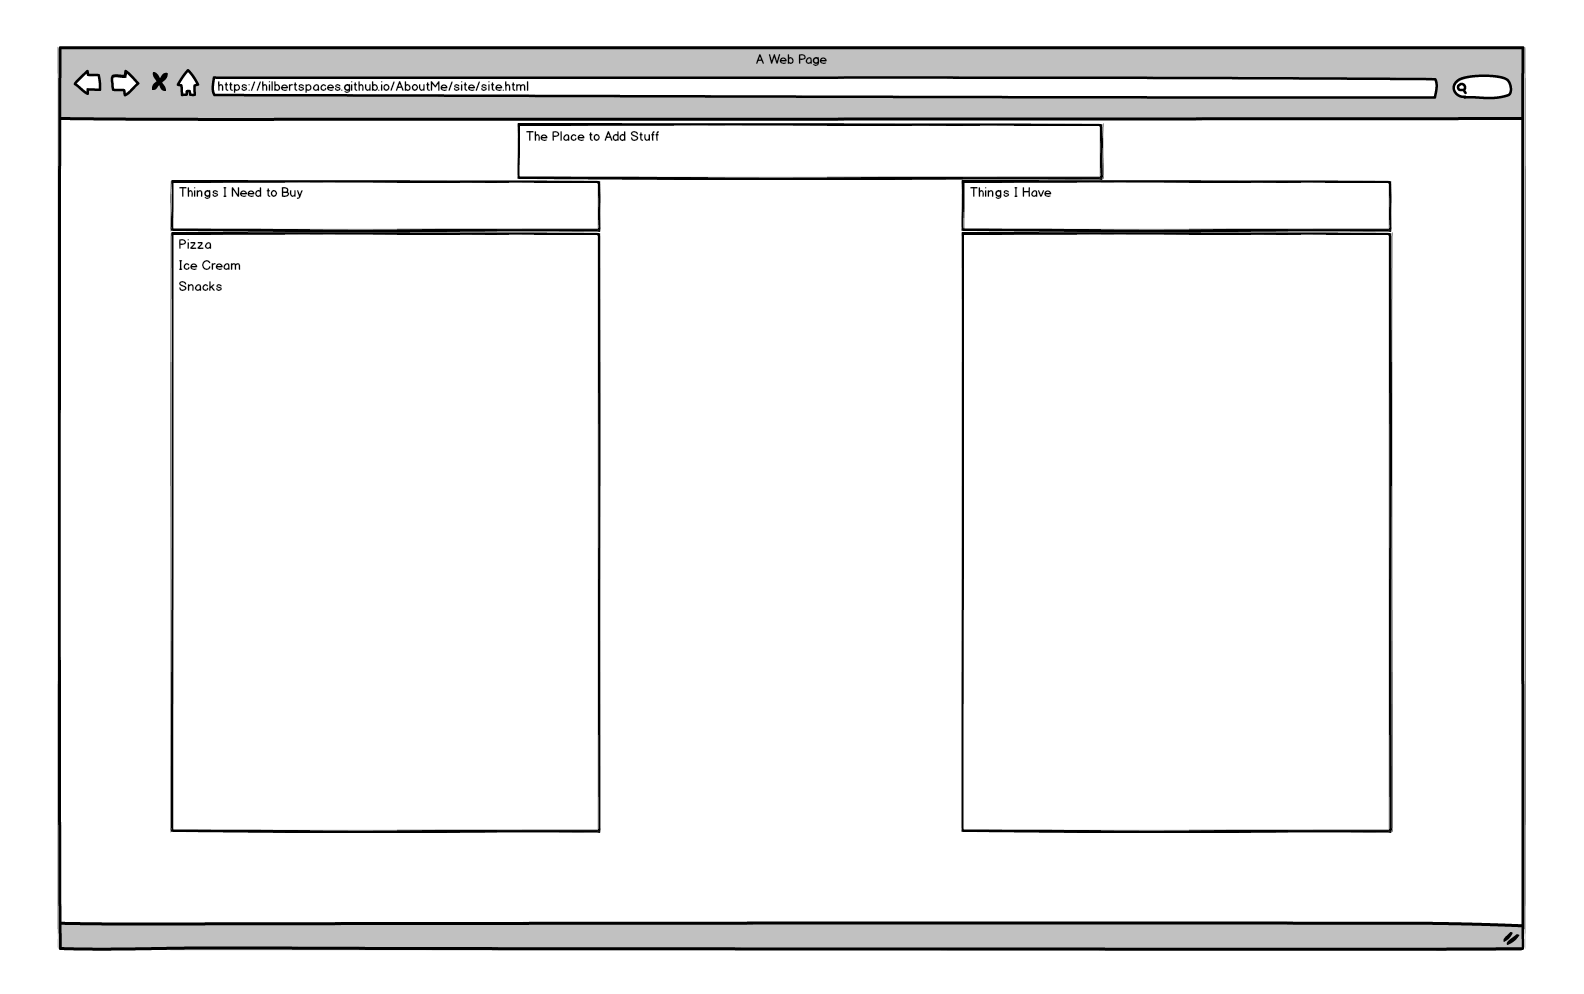 A Web Page
https://hilbertspaces.github.io/AboutMe/site/site.html
The Place to Add Stuff
Things I Need to Buy
Things I Have
Pizza
Ice Cream
Snacks